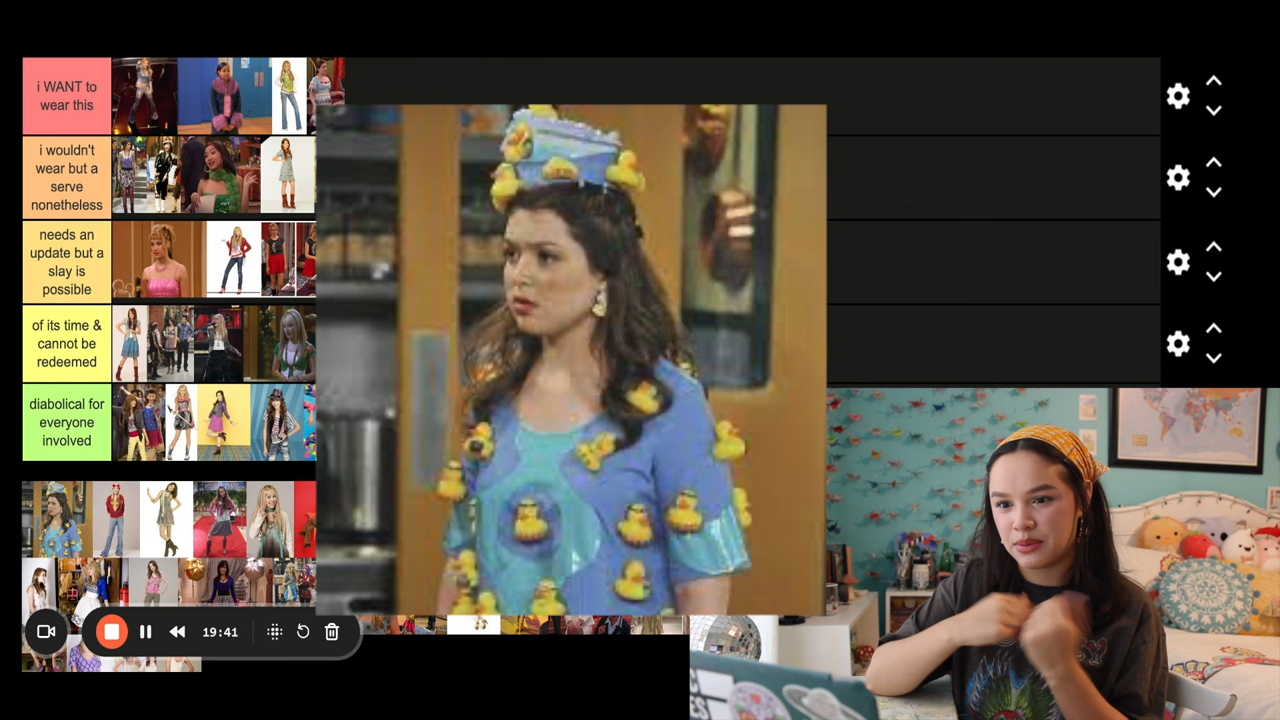 i WANT to
wear this
i wouldn't
wear but a
serve
nonetheless
needs an
update but a
slay is
possible
of its time &
cannot be
redeemed
diabolical for
everyone
involved
19:41